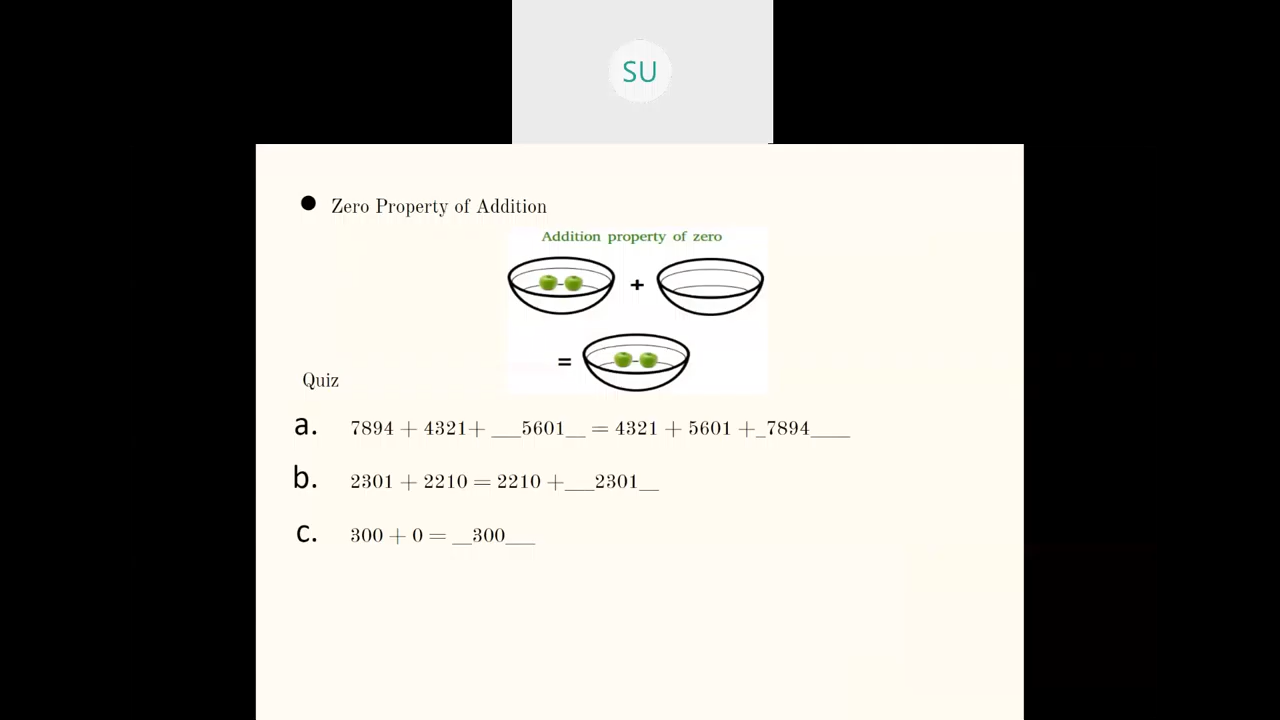 SU
● Zero Property of Addition
Addition property of zero
+
=
Quiz
a. 7894 + 4321+ ___5601__ = 4321 + 5601 +_7894____
b. 2301 + 2210 = 2210 +___2301__
c. 300 + 0 = __300___